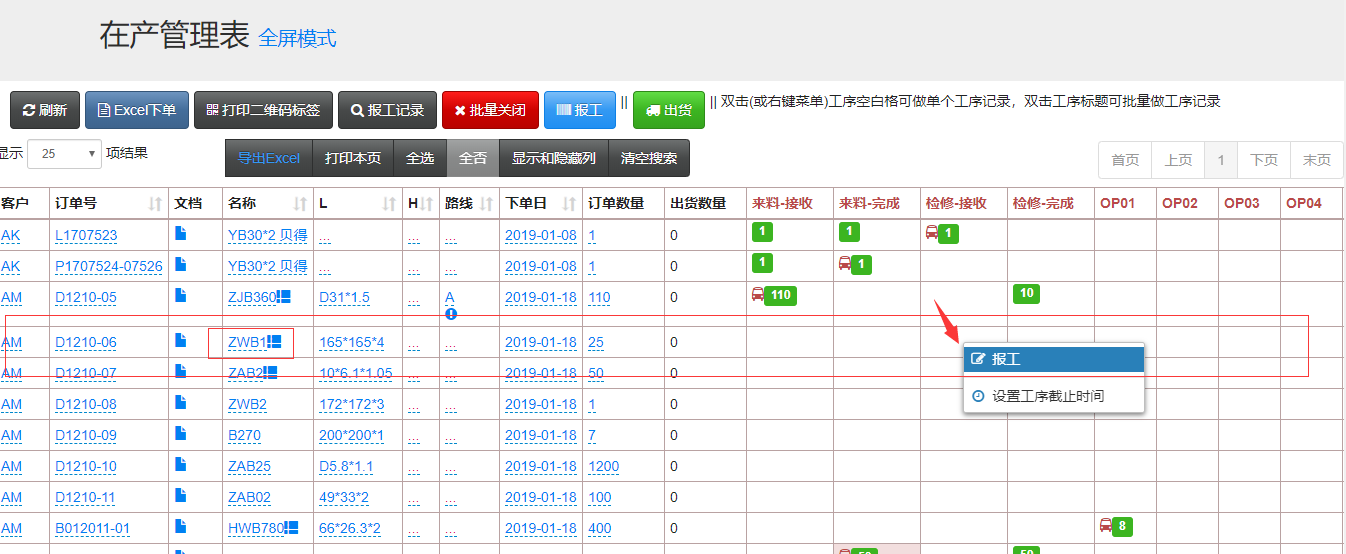 在产管理表 全屏模式
刷新 Excel下单 打印二维码标签 报工记录 批量关闭 报工 || 出货 || 双击(或右键菜单)工序空白格可做单个工序记录，双击工序标题可批量做工序记录
显示 25 项结果 导出Excel 打印本页 全选 全否 显示和隐藏列 清空搜索 首页 上页 1 下页 末页
客户 订单号 文档 名称 L H 路线 下单日 订单数量 出货数量 来料-接收 来料-完成 检修-接收 检修-完成 OP01 OP02 OP03 OP04
AK L1707523 YB30*2 贝得 ... ... ... 2019-01-08 1 0 1 1 1
AK P1707524-07526 YB30*2 贝得 ... ... ... 2019-01-08 1 0 1 1
AM D1210-05 ZJB360 D31*1.5 ... A 2019-01-18 110 0 110 10
AM D1210-06 ZWB1 165*165*4 ... ... 2019-01-18 25 0
报工
AM D1210-07 ZAB2 10*6.1*1.05 ... ... 2019-01-18 50 0
设置工序截止时间
AM D1210-08 ZWB2 172*172*3 ... ... 2019-01-18 1 0
AM D1210-09 B270 200*200*1 ... ... 2019-01-18 7 0
AM D1210-10 ZAB25 D5.8*1.1 ... ... 2019-01-18 1200 0
AM D1210-11 ZAB02 49*33*2 ... ... 2019-01-18 100 0
AM B012011-01 HWB780 66*26.3*2 ... ... 2019-01-18 400 0 8